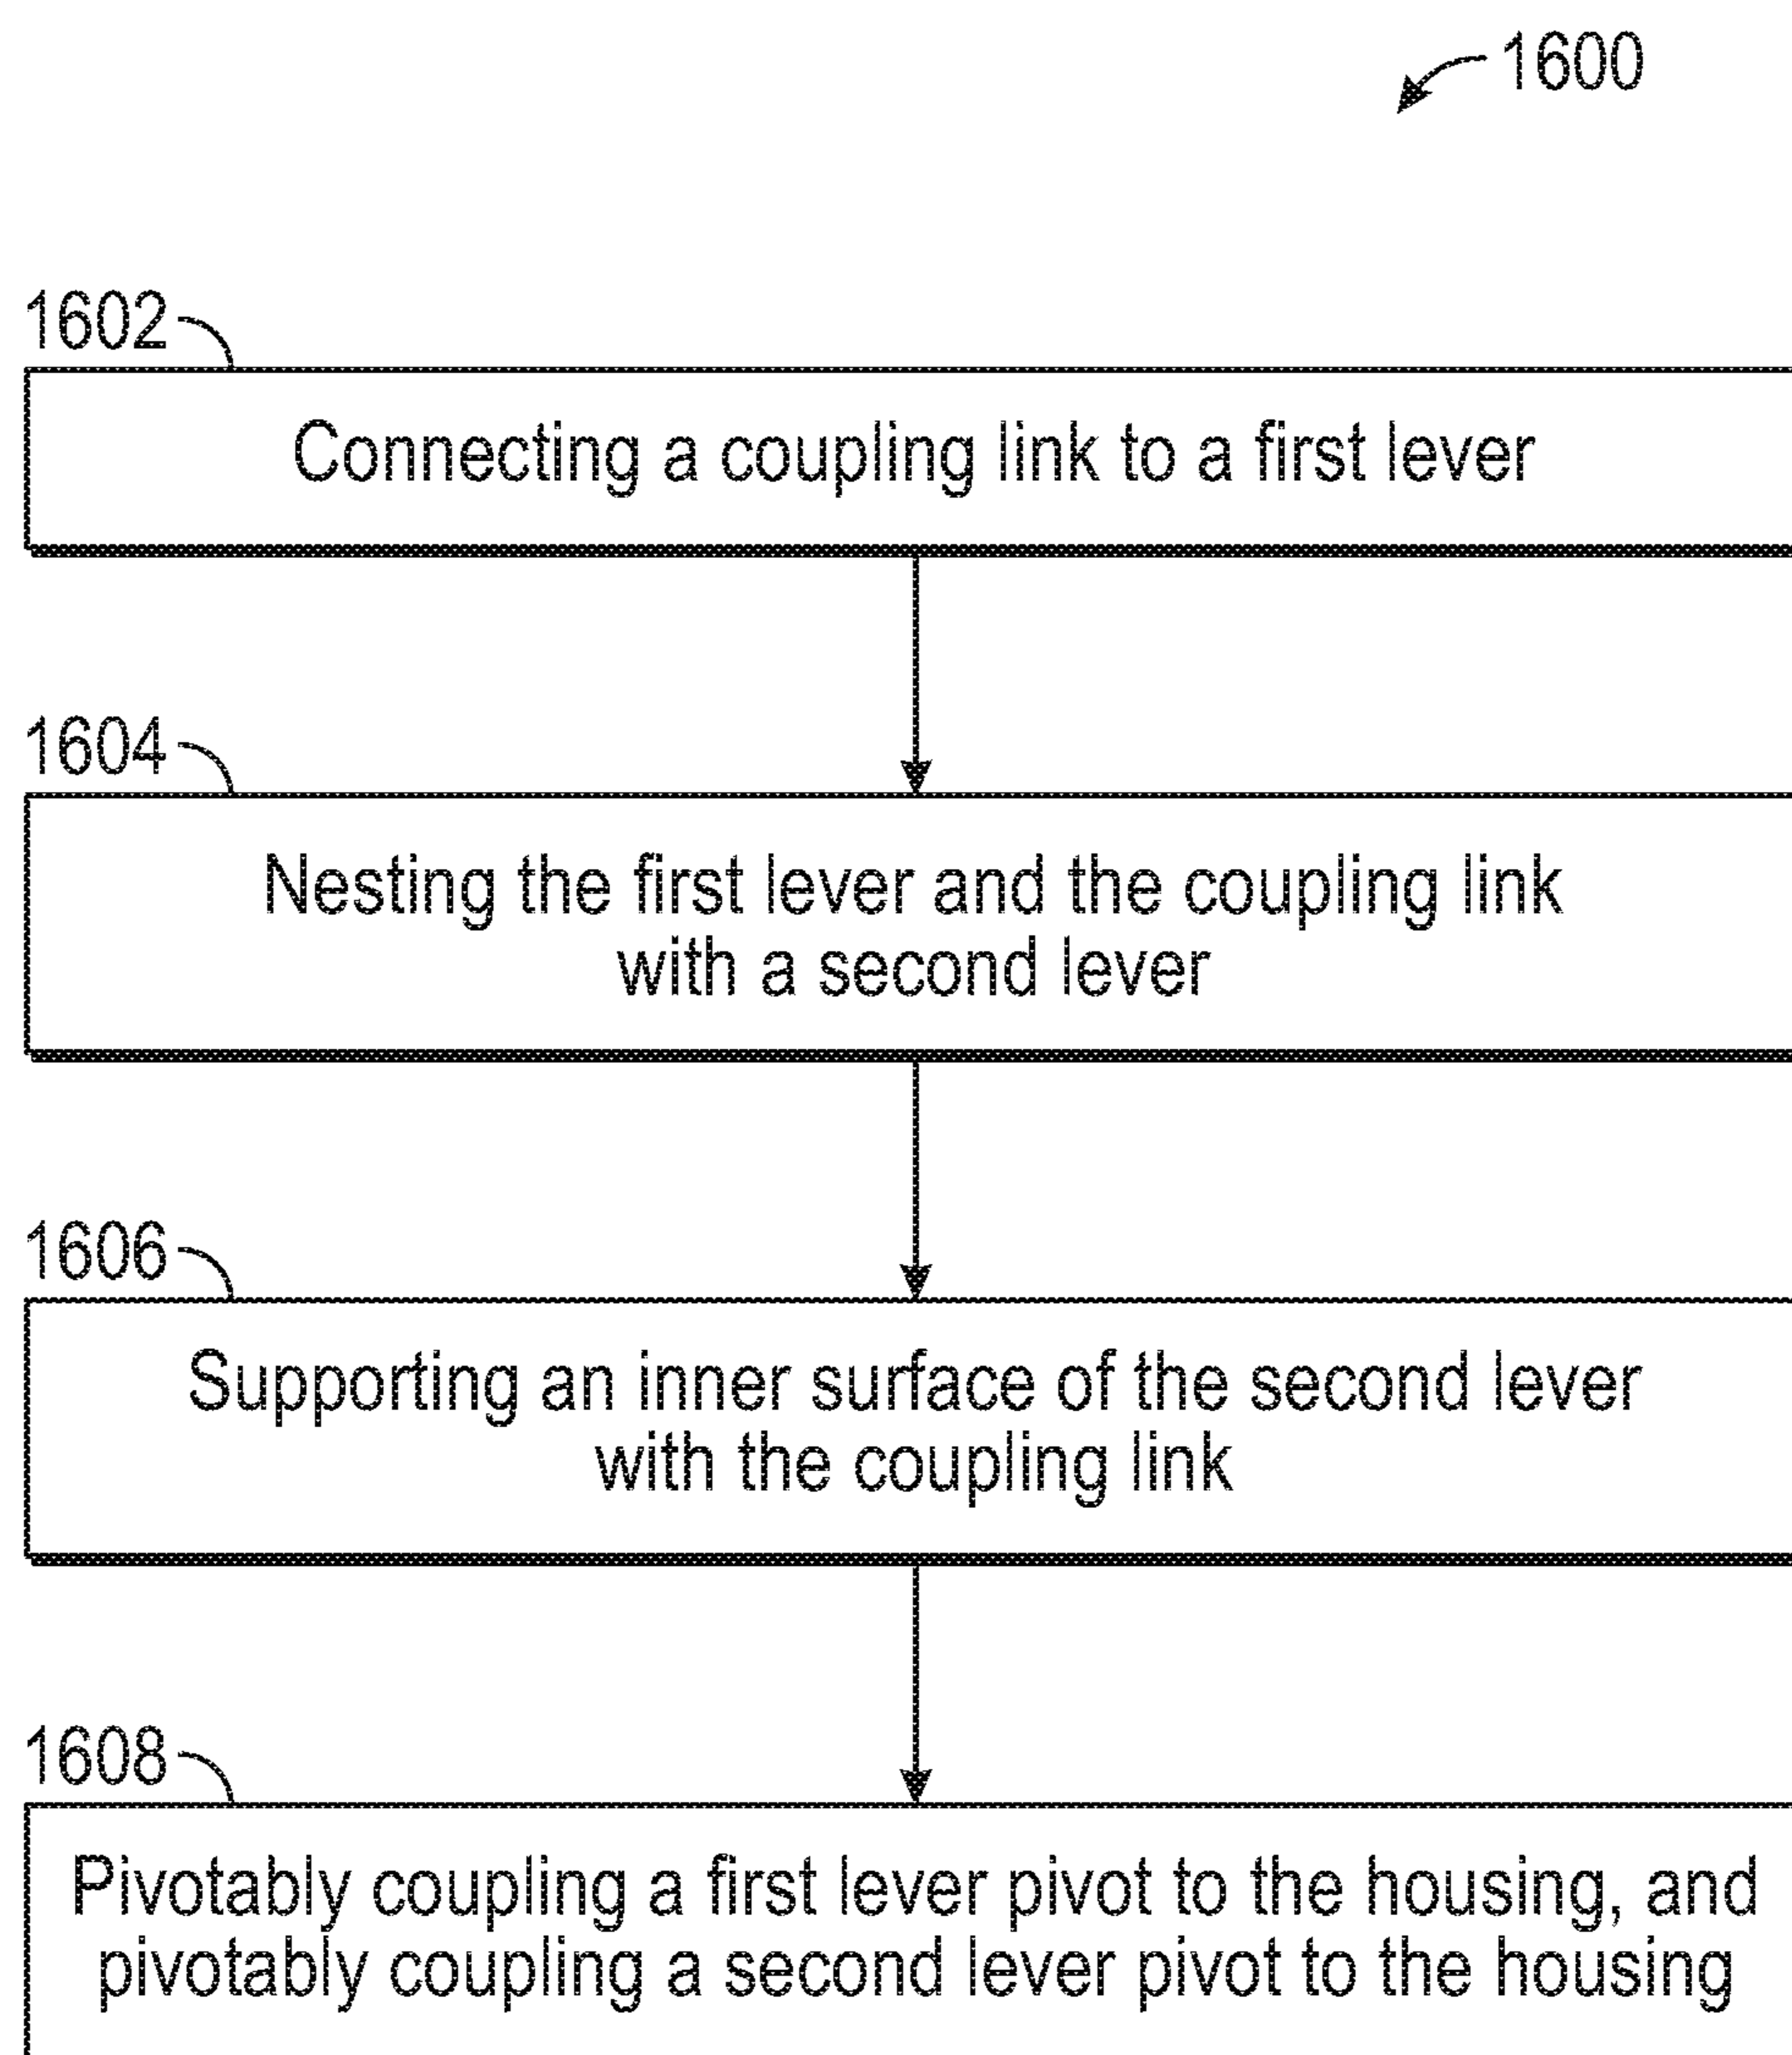 1600
1602
Connecting a coupling link to a first lever
1604
Nesting the first lever and the coupling link
with a second lever
1606
Supporting an inner surface of the second lever
with the coupling link
1608
Pivotably coupling a first lever pivot to the housing, and
pivotably coupling a second lever pivot to the housing